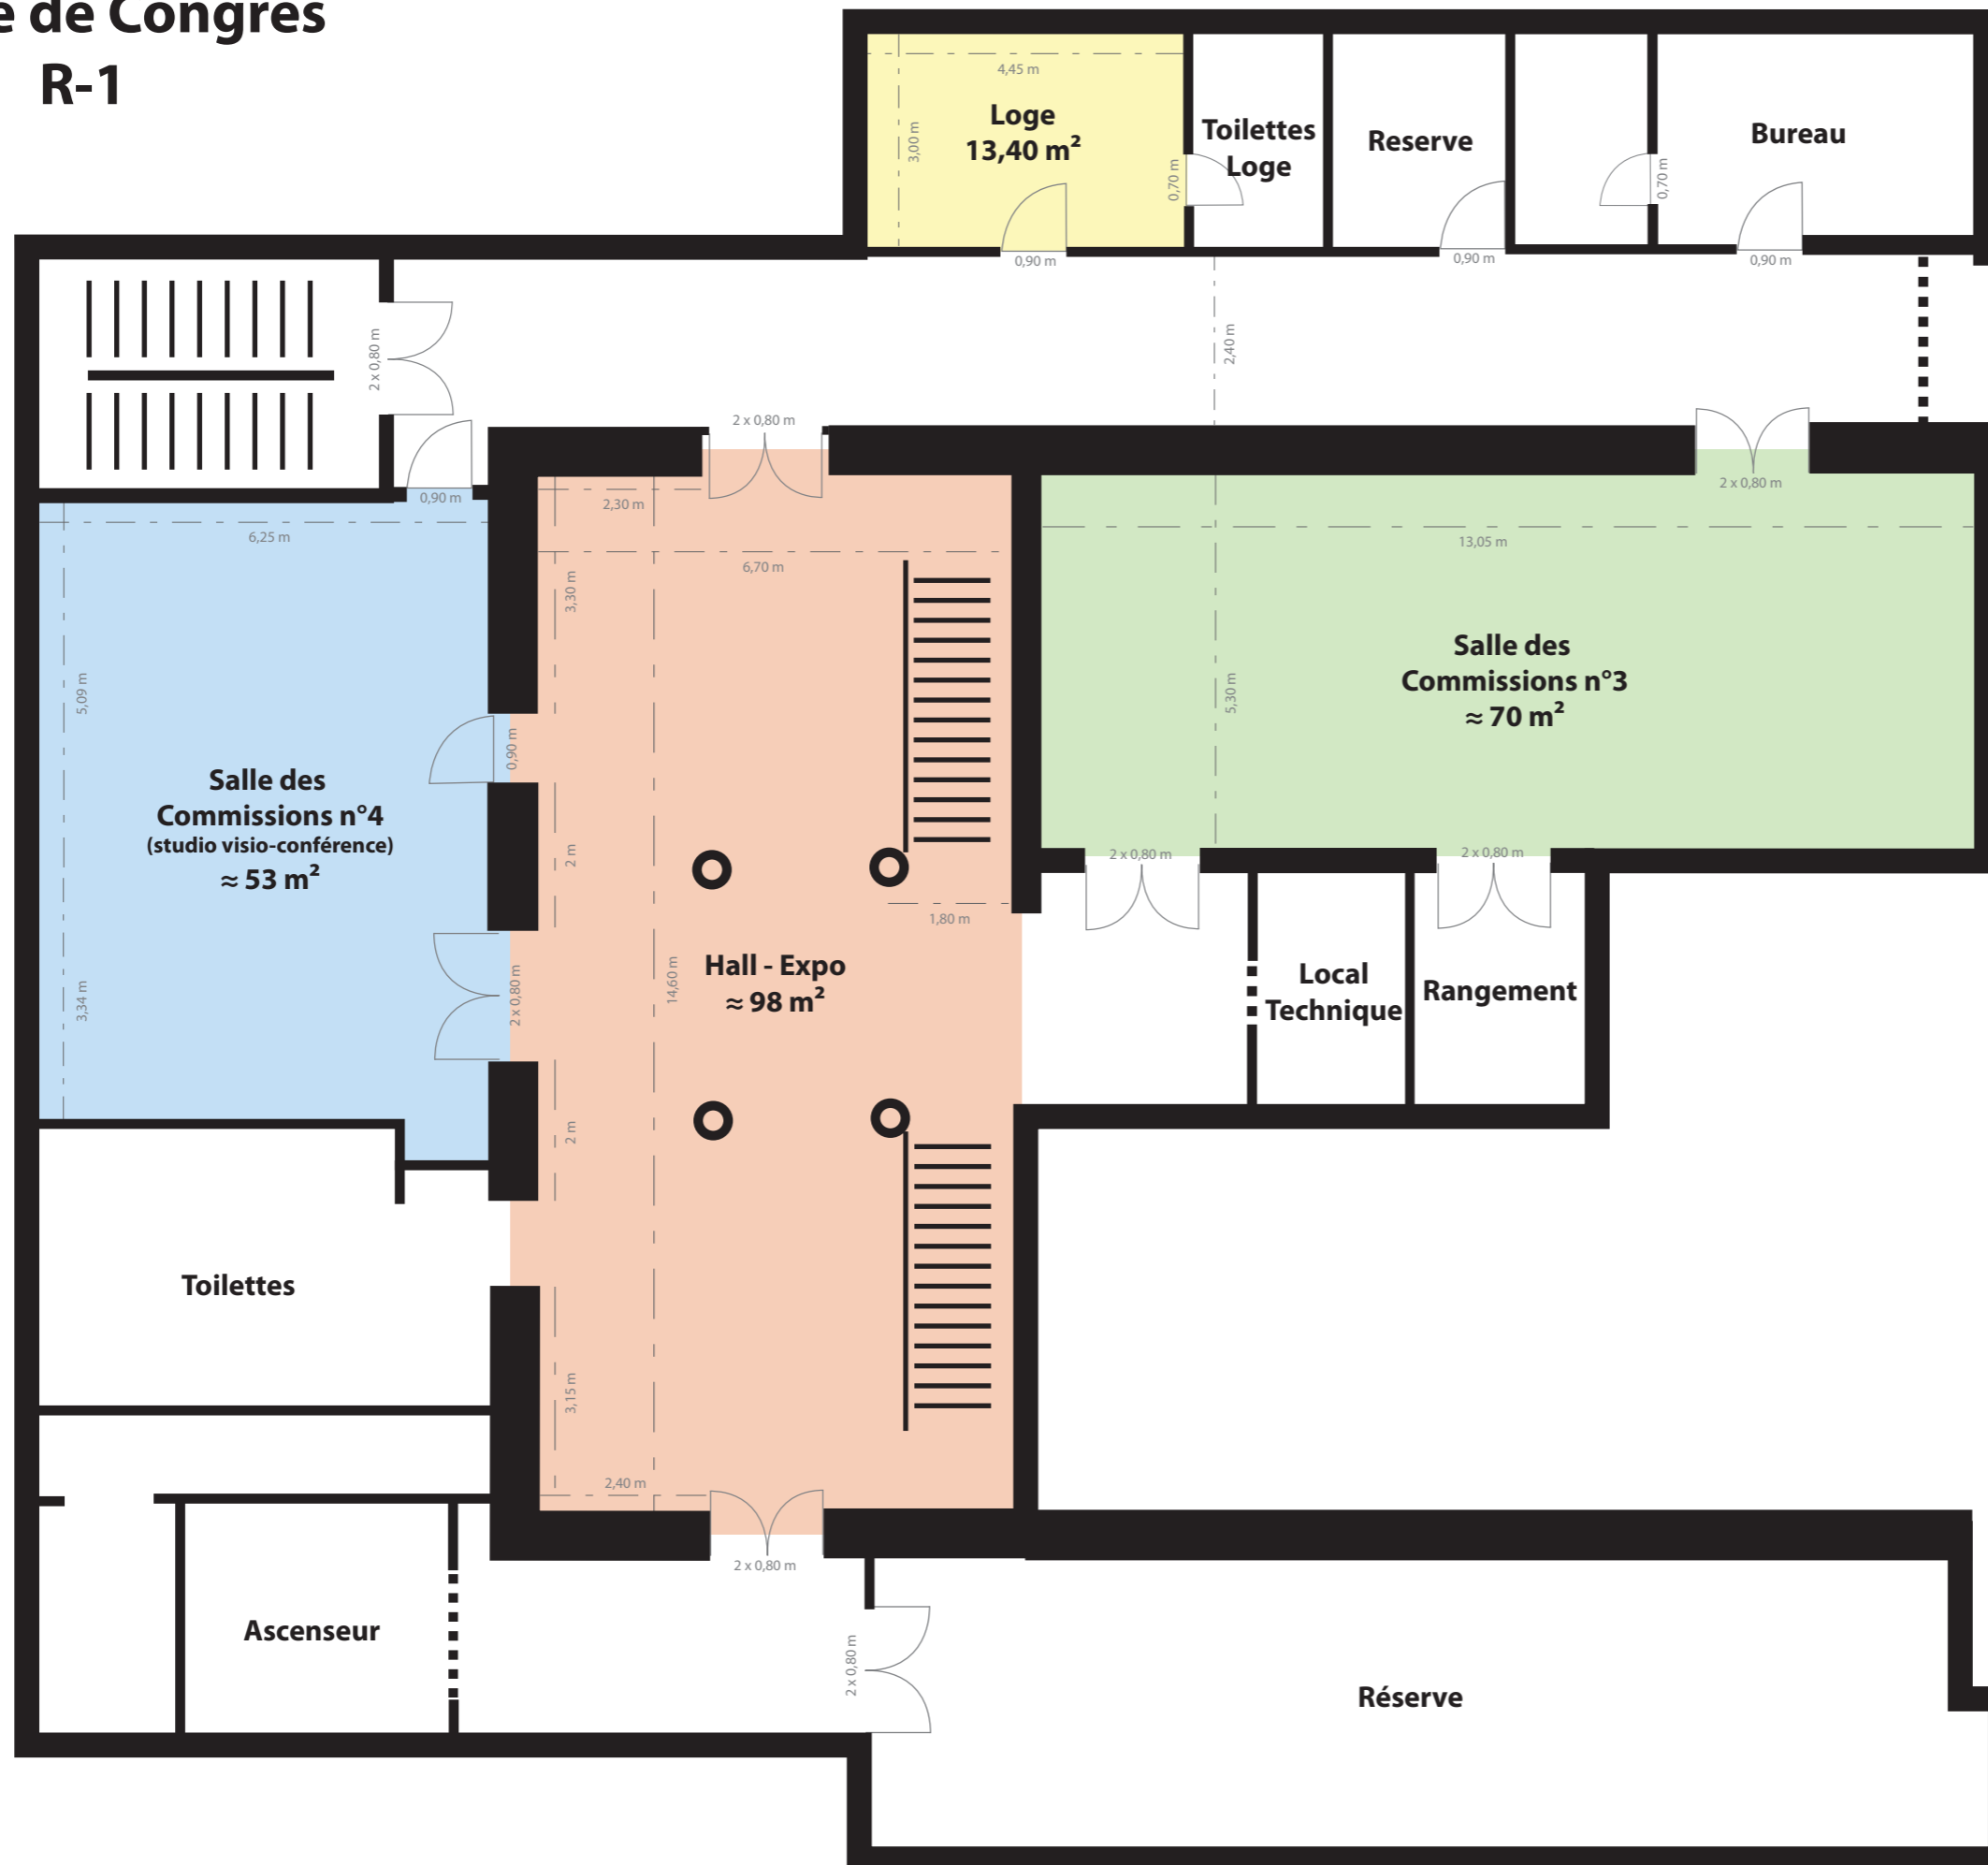 e de Congrès
R-1
4,45 m
3,00 m
Loge
13,40 m²
0,70 m
0,90 m
Toilettes
Loge
Reserve
0,90 m
0,70 m
Bureau
0,90 m
2 x 0,80 m
2,40 m
2 x 0,80 m
0,90 m
6,25 m
2,30 m
6,70 m
3,30 m
2 x 0,80 m
13,05 m
5,30 m
Salle des
Commissions n°3
≈ 70 m²
5,09 m
0,90 m
Salle des
Commissions n°4
(studio visio-conférence)
≈ 53 m²
2 m
2 x 0,80 m
2 x 0,80 m
1,80 m
3,34 m
2 x 0,80 m
14,60 m
Hall - Expo
≈ 98 m²
Local
Technique
Rangement
2 m
Toilettes
3,15 m
2,40 m
2 x 0,80 m
Ascenseur
2 x 0,80 m
Réserve